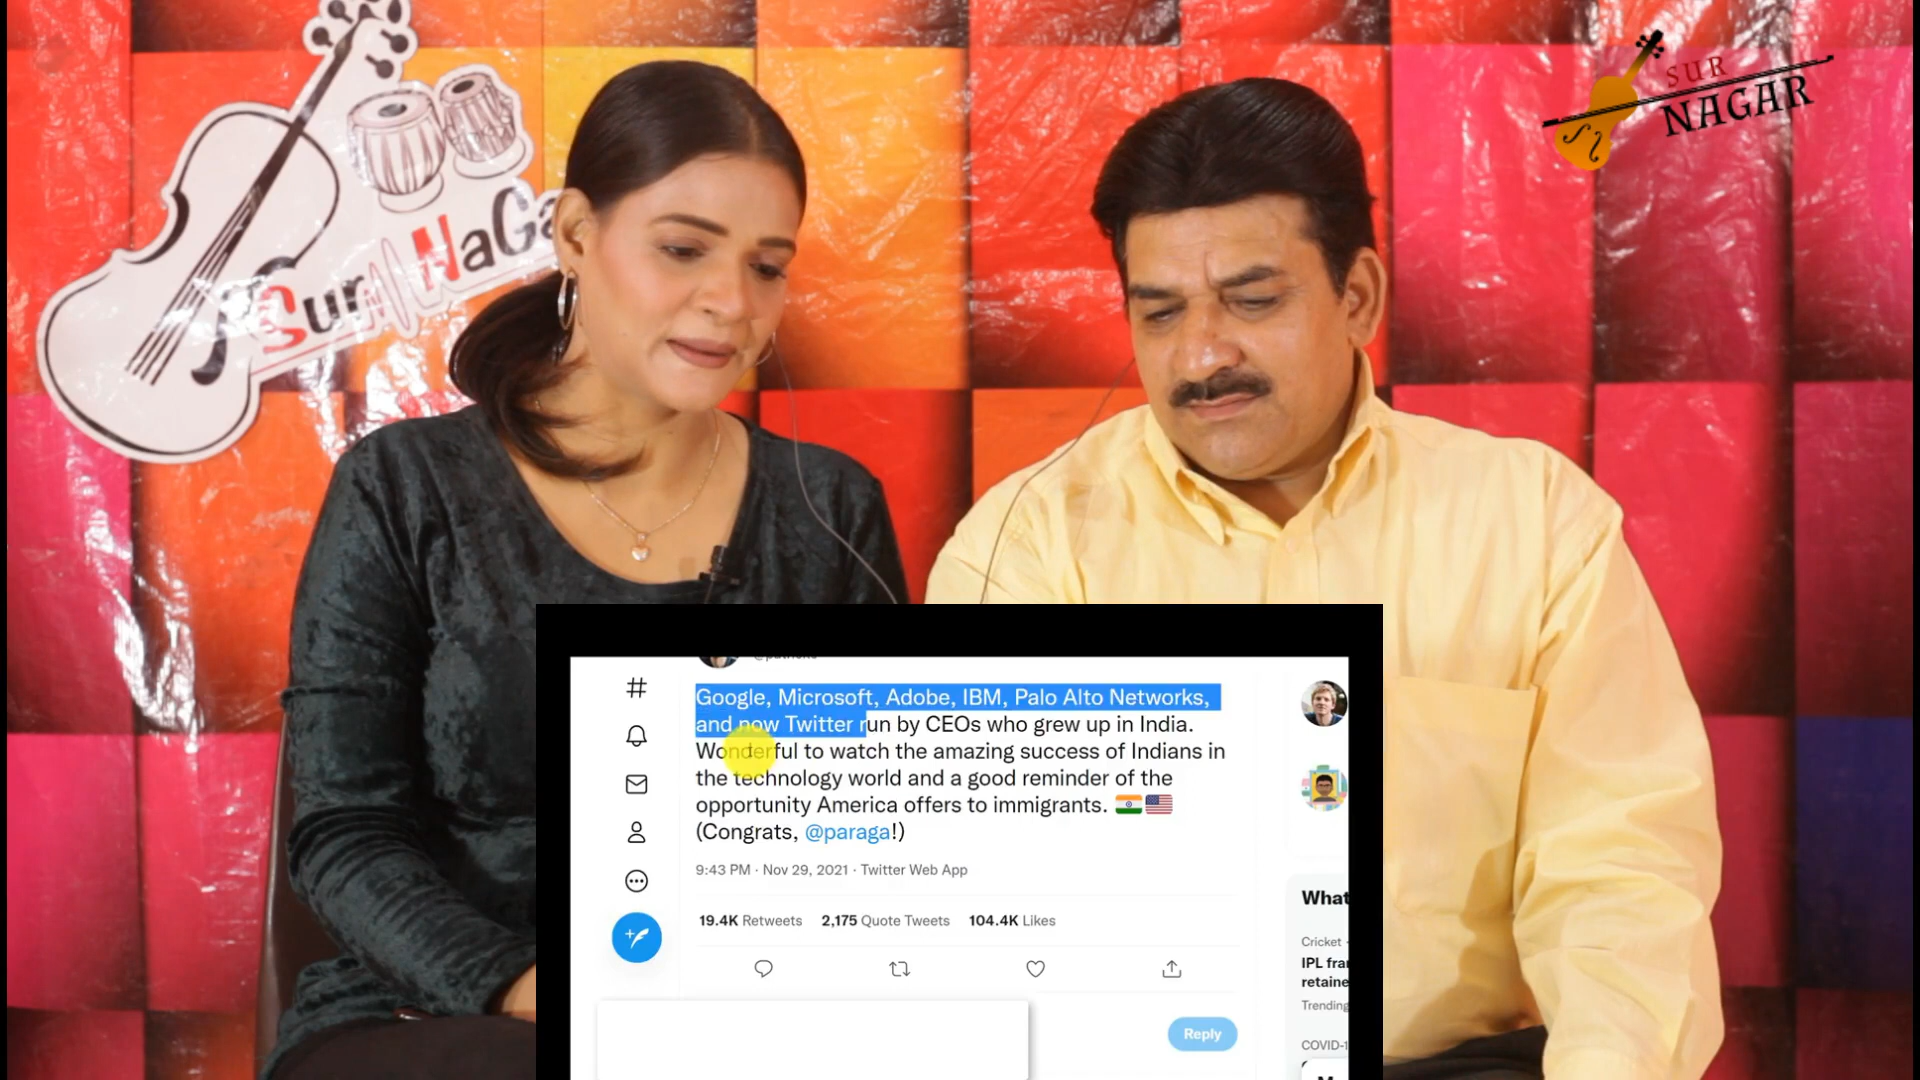 SUR
NAGAR
Sur NaGa
Google, Microsoft, Adobe, IBM, Palo Alto Networks,
and now Twitter run by CEOs who grew up in India.
Wonderful to watch the amazing success of Indians in
the technology world and a good reminder of the
opportunity America offers to immigrants. 🇮🇳🇺🇸
(Congrats, @paraga!)
9:43 PM · Nov 29, 2021 · Twitter Web App
19.4K Retweets 2,175 Quote Tweets 104.4K Likes
Reply
What
Cricket ·
IPL fra
retaine
Trending
COVID-1